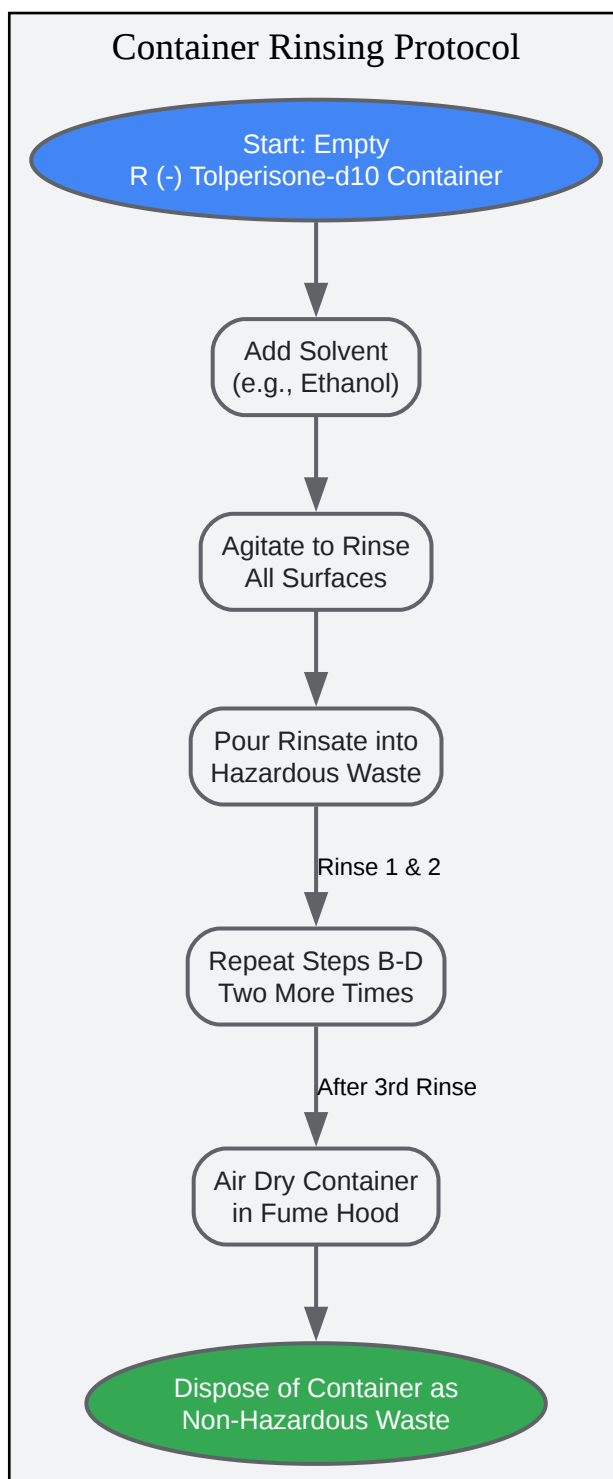 Container Rinsing Protocol
Start: Empty
R (-) Tolperisone-d10 Container
Add Solvent
(e.g., Ethanol)
Agitate to Rinse
All Surfaces
Pour Rinsate into
Hazardous Waste
Rinse 1 & 2
Repeat Steps B-D
Two More Times
After 3rd Rinse
Air Dry Container
in Fume Hood
Dispose of Container as
Non-Hazardous Waste